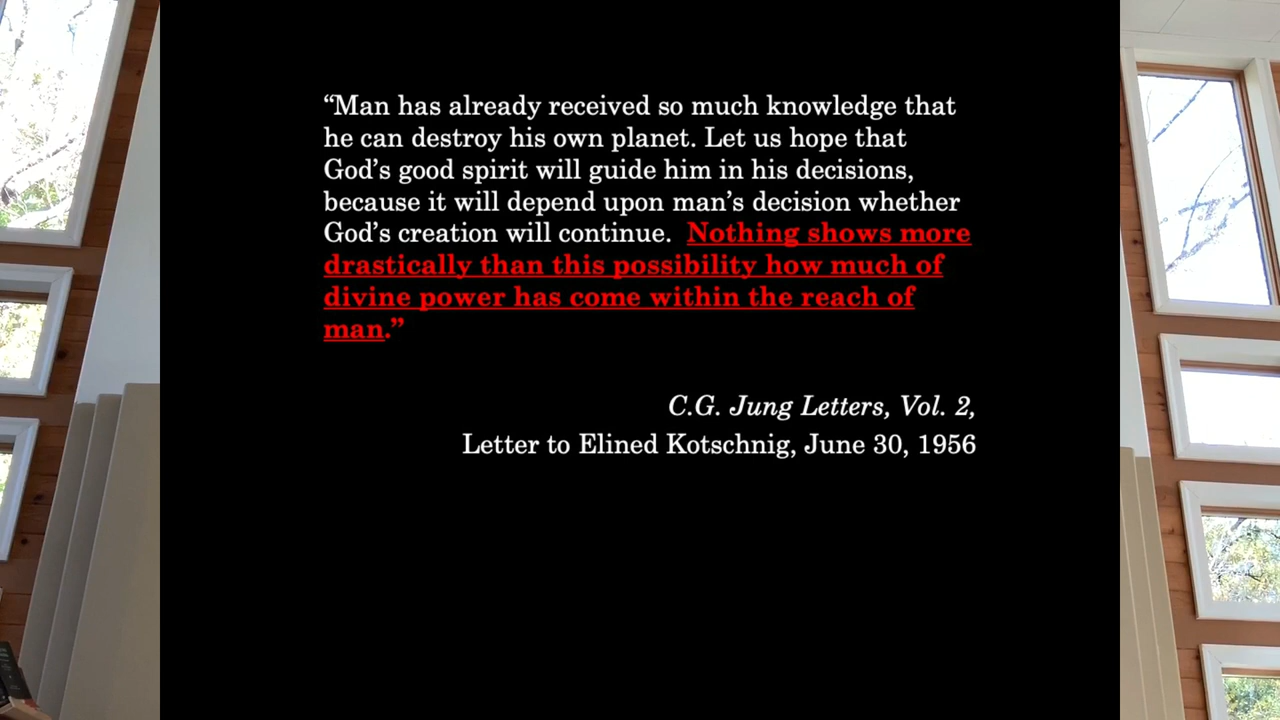 “Man has already received so much knowledge that
he can destroy his own planet. Let us hope that
God’s good spirit will guide him in his decisions,
because it will depend upon man’s decision whether
God’s creation will continue.  Nothing shows more
drastically than this possibility how much of
divine power has come within the reach of
man.”
C.G. Jung Letters, Vol. 2,
Letter to Elined Kotschnig, June 30, 1956